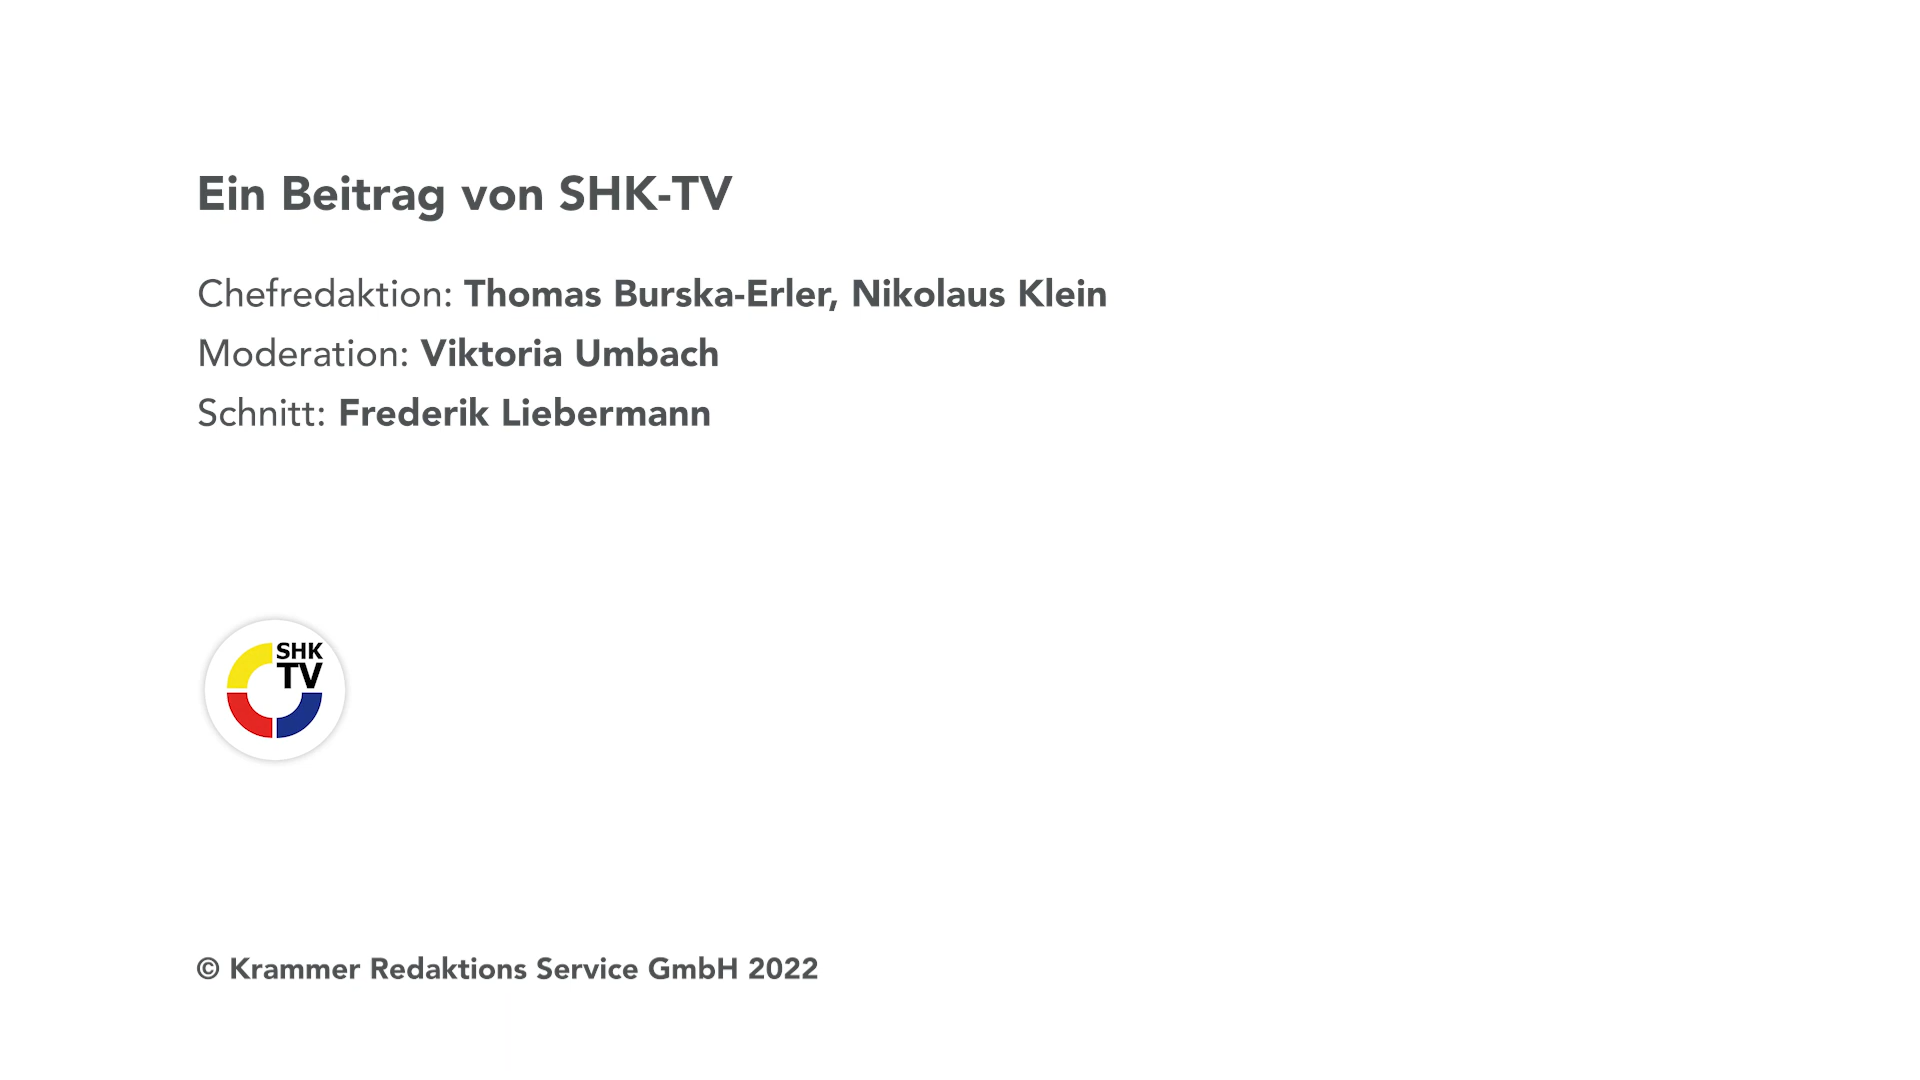 Ein Beitrag von SHK-TV
Chefredaktion: Thomas Burska-Erler, Nikolaus Klein
Moderation: Viktoria Umbach
Schnitt: Frederik Liebermann
SHK
TV
© Krammer Redaktions Service GmbH 2022